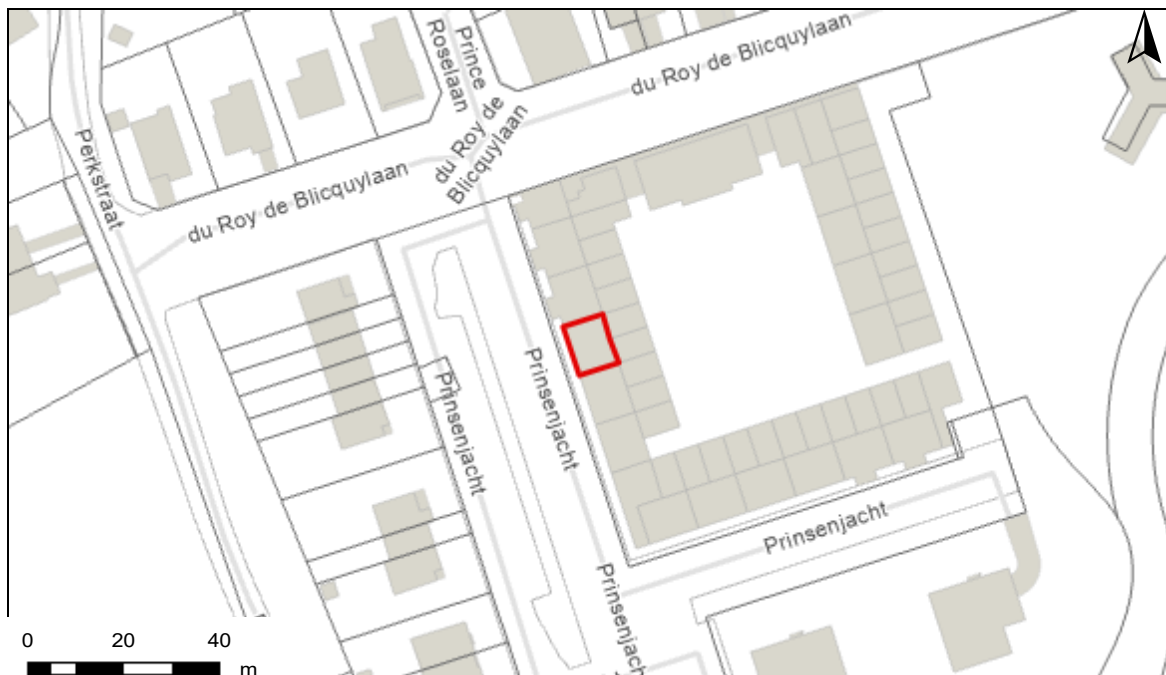 du Roy de Blicquylaan
Prince
Roselaan
du Roy de
Blicquylaan
Perkstraat
du Roy de Blicquylaan
Prinsenjacht
Prinsenjacht
Prinsenjacht
Prinsenjacht
0 20 40
m